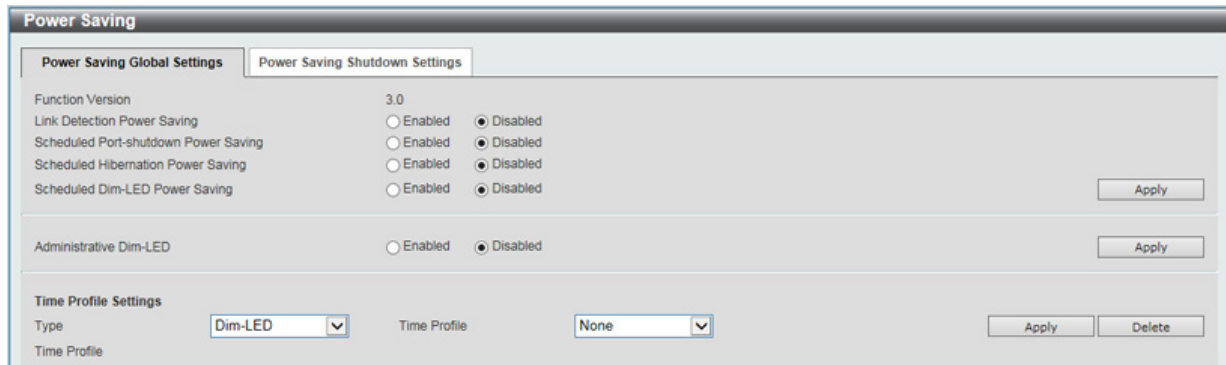 Power Saving
Power Saving Global Settings Power Saving Shutdown Settings
Function Version 3.0
Link Detection Power Saving Enabled Disabled
Scheduled Port-shutdown Power Saving Enabled Disabled
Scheduled Hibernation Power Saving Enabled Disabled
Scheduled Dim-LED Power Saving Enabled Disabled Apply
Administrative Dim-LED Enabled Disabled Apply
Time Profile Settings
Type Dim-LED Time Profile None Apply Delete
Time Profile